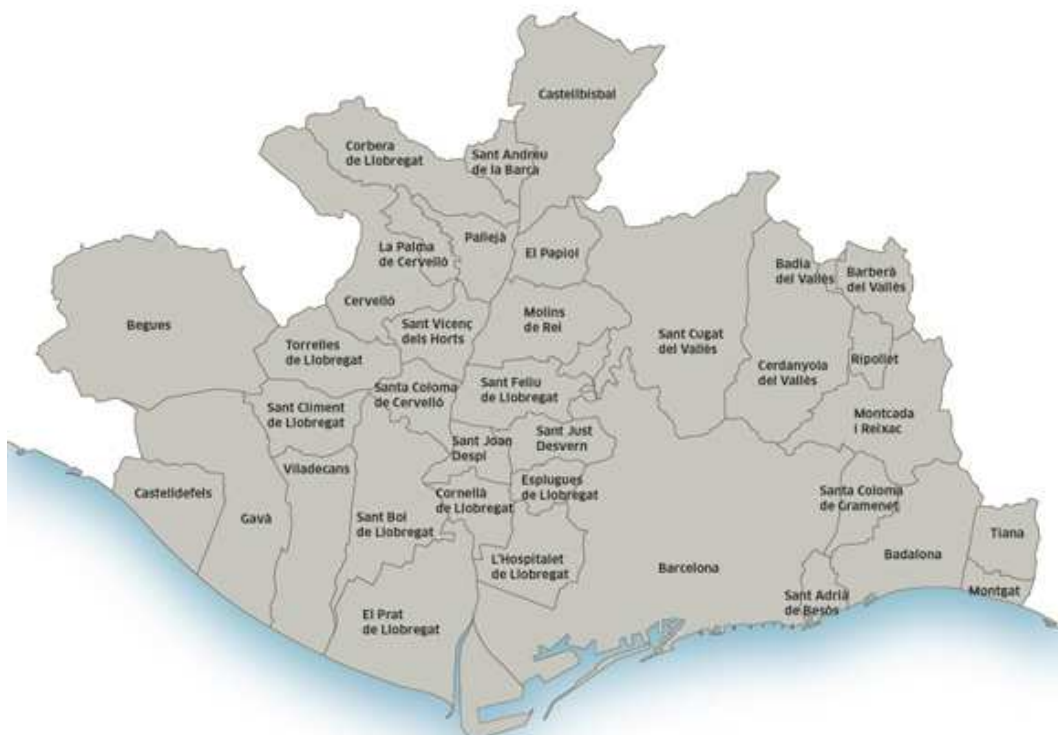 Castellbisbal
Corbera
de Llobregat
Sant Andreu
de la Barca
Pallejà
La Palma
de Cervelló
El Papiol
Badia
del Vallès
Barberà
del Vallès
Cervelló
Begues
Sant Vicenç
dels Horts
Molins
de Rei
Sant Cugat
del Vallès
Torrelles
de Llobregat
Ripollet
Cerdanyola
del Vallès
Santa Coloma
de Cervelló
Sant Feliu
de Llobregat
Sant Climent
de Llobregat
Montcada
i Reixac
Sant Joan
Despí
Sant Just
Desvern
Viladecans
Castelldefels
Cornellà
de Llobregat
Esplugues
de Llobregat
Santa Coloma
de Gramenet
Gavà
Sant Boi
de Llobregat
Tiana
Badalona
L'Hospitalet
de Llobregat
Barcelona
Montgat
Sant Adrià
de Besòs
El Prat
de Llobregat